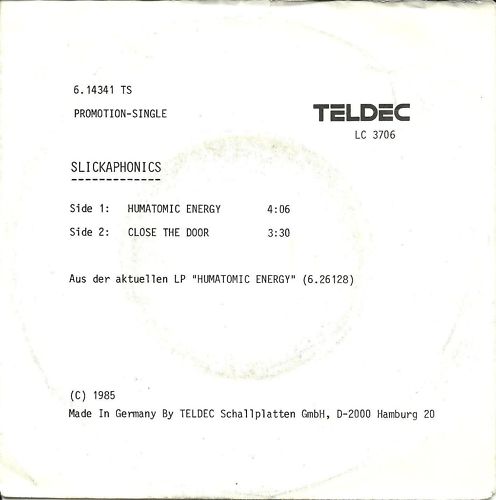 6.14341 TS
PROMOTION-SINGLE
TELDEC
LC 3706
SLICKAPHONICS
-------------
Side 1: HUMATOMIC ENERGY 4:06
Side 2: CLOSE THE DOOR 3:30
Aus der aktuellen LP "HUMATOMIC ENERGY" (6.26128)
(C) 1985
Made In Germany By TELDEC Schallplatten GmbH, D-2000 Hamburg 20